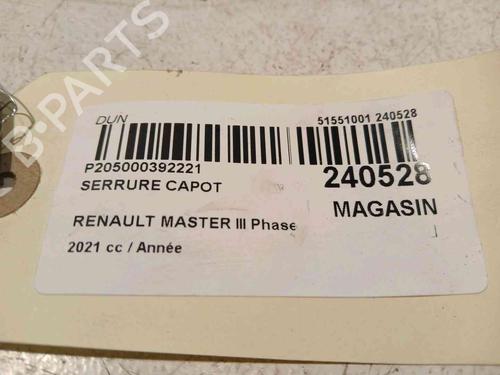 DUN
51551001 240528
P205000392221
SERRURE CAPOT
240528
RENAULT MASTER III Phase
MAGASIN
2021 cc / Année
B-PARTS